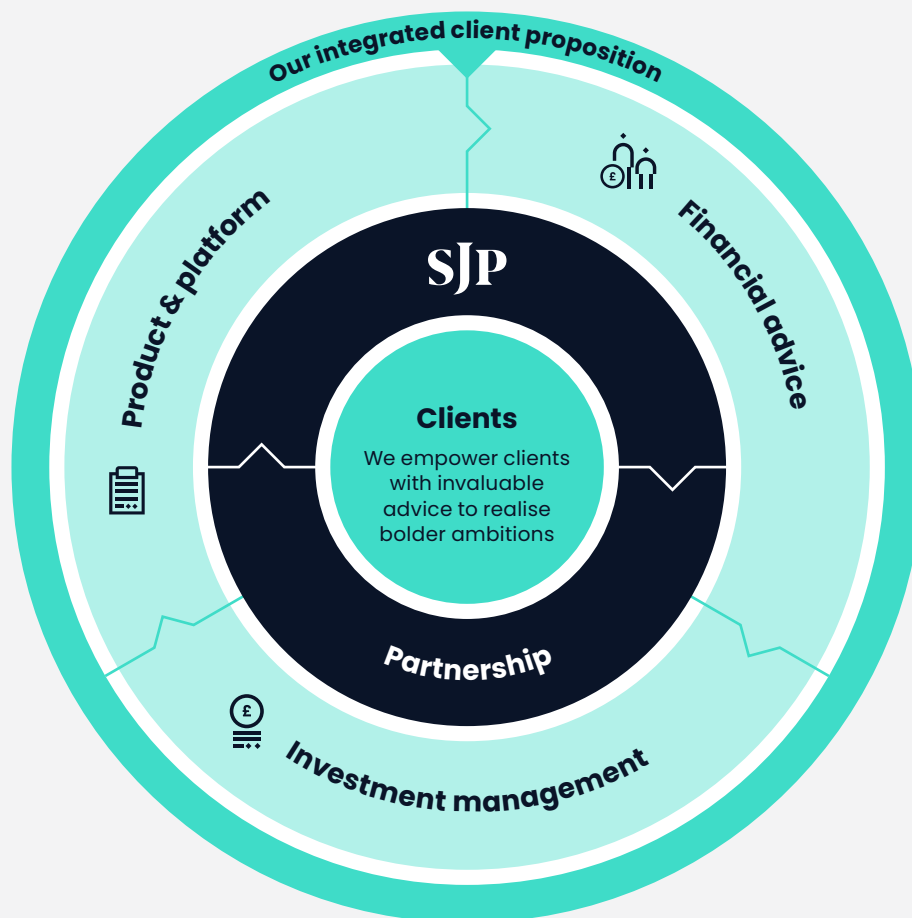 Our integrated client proposition
£
Financial advice
Product & platform
SJP
Clients
We empower clients
with invaluable
advice to realise
bolder ambitions
Partnership
£
Investment management